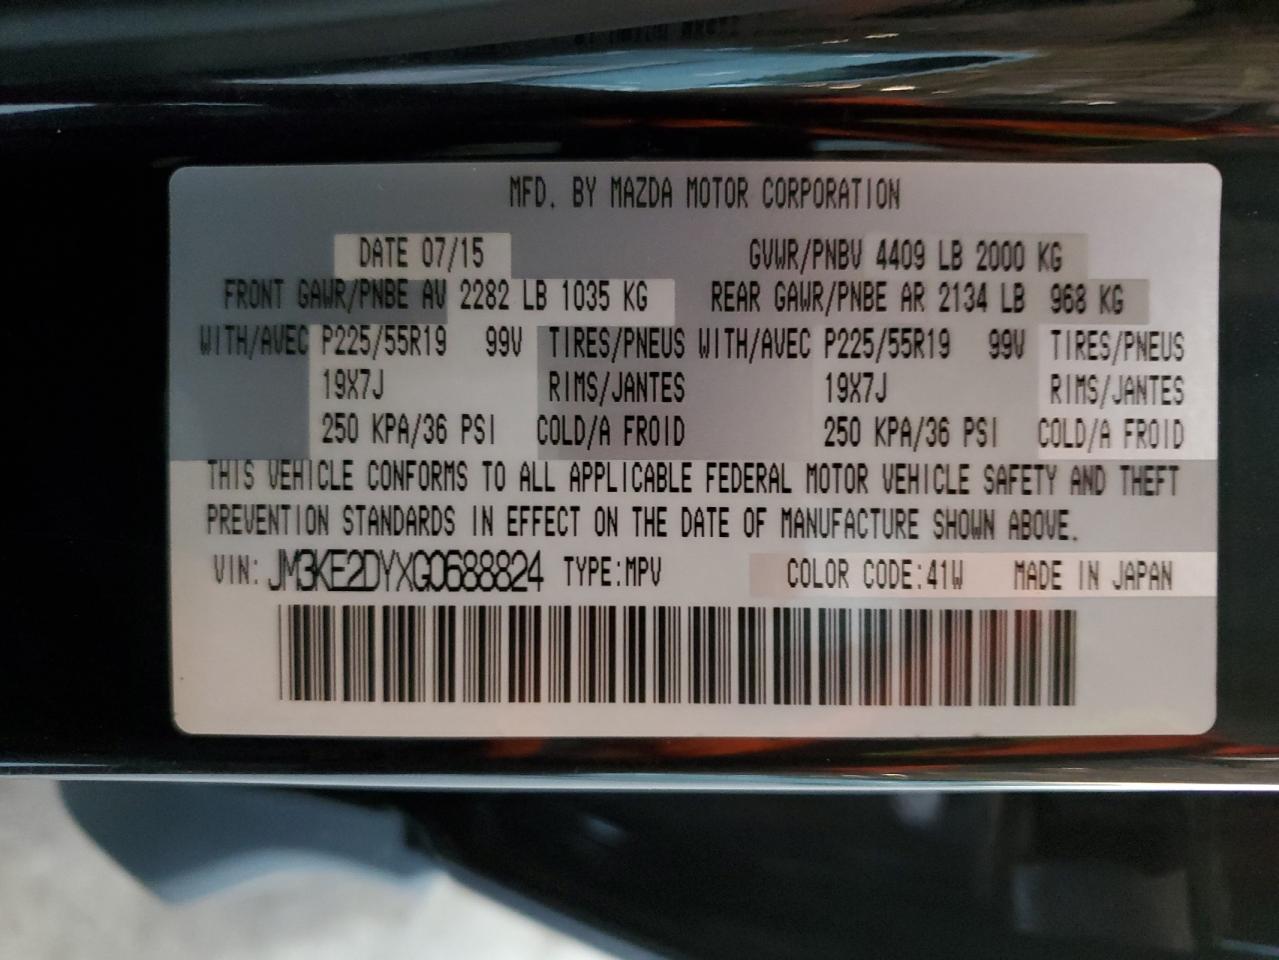 MFD. BY MAZDA MOTOR CORPORATION
DATE 07/15 GVWR/PNBV 4409 LB 2000 KG
FRONT GAWR/PNBE AV 2282 LB 1035 KG REAR GAWR/PNBE AR 2134 LB 968 KG
WITH/AVEC P225/55R19 99V TIRES/PNEUS WITH/AVEC P225/55R19 99V TIRES/PNEUS
19X7J RIMS/JANTES 19X7J RIMS/JANTES
250 KPA/36 PSI COLD/A FROID 250 KPA/36 PSI COLD/A FROID
THIS VEHICLE CONFORMS TO ALL APPLICABLE FEDERAL MOTOR VEHICLE SAFETY AND THEFT
PREVENTION STANDARDS IN EFFECT ON THE DATE OF MANUFACTURE SHOWN ABOVE.
VIN: JM3KE2DYXG0688824 TYPE:MPV COLOR CODE:41W MADE IN JAPAN